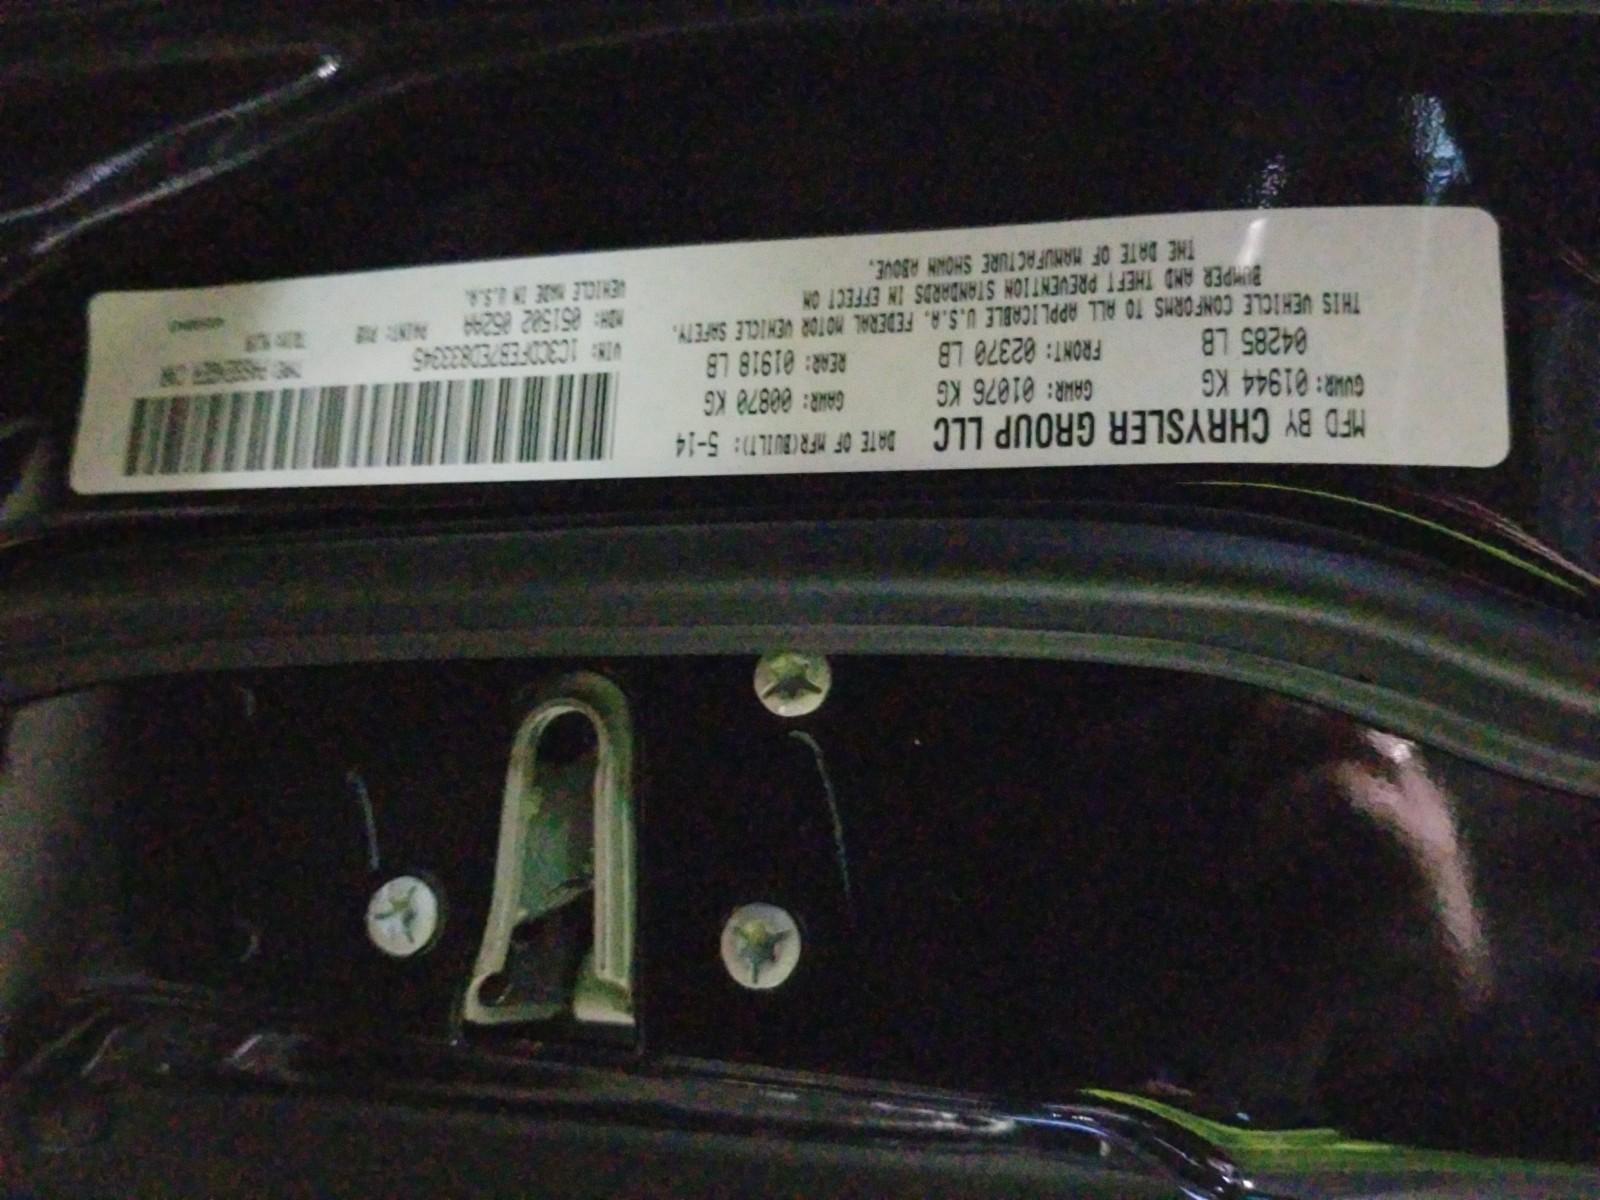 MFD BY CHRYSLER GROUP LLC DATE OF MFR(BUILT): 5-14
GVWR: 01944 KG GAWR: 01076 KG GAWR: 00870 KG
04285 LB FRONT: 02370 LB REAR: 01918 LB
THIS VEHICLE CONFORMS TO ALL APPLICABLE U.S.A. FEDERAL MOTOR VEHICLE SAFETY,
BUMPER AND THEFT PREVENTION STANDARDS IN EFFECT ON
THE DATE OF MANUFACTURE SHOWN ABOVE.
VIN: 1C3CDFEB7ED833345 TYPE: PASSENGER CAR
MDH: 051502 PAINT: TRIM:
VEHICLE MADE IN U.S.A.